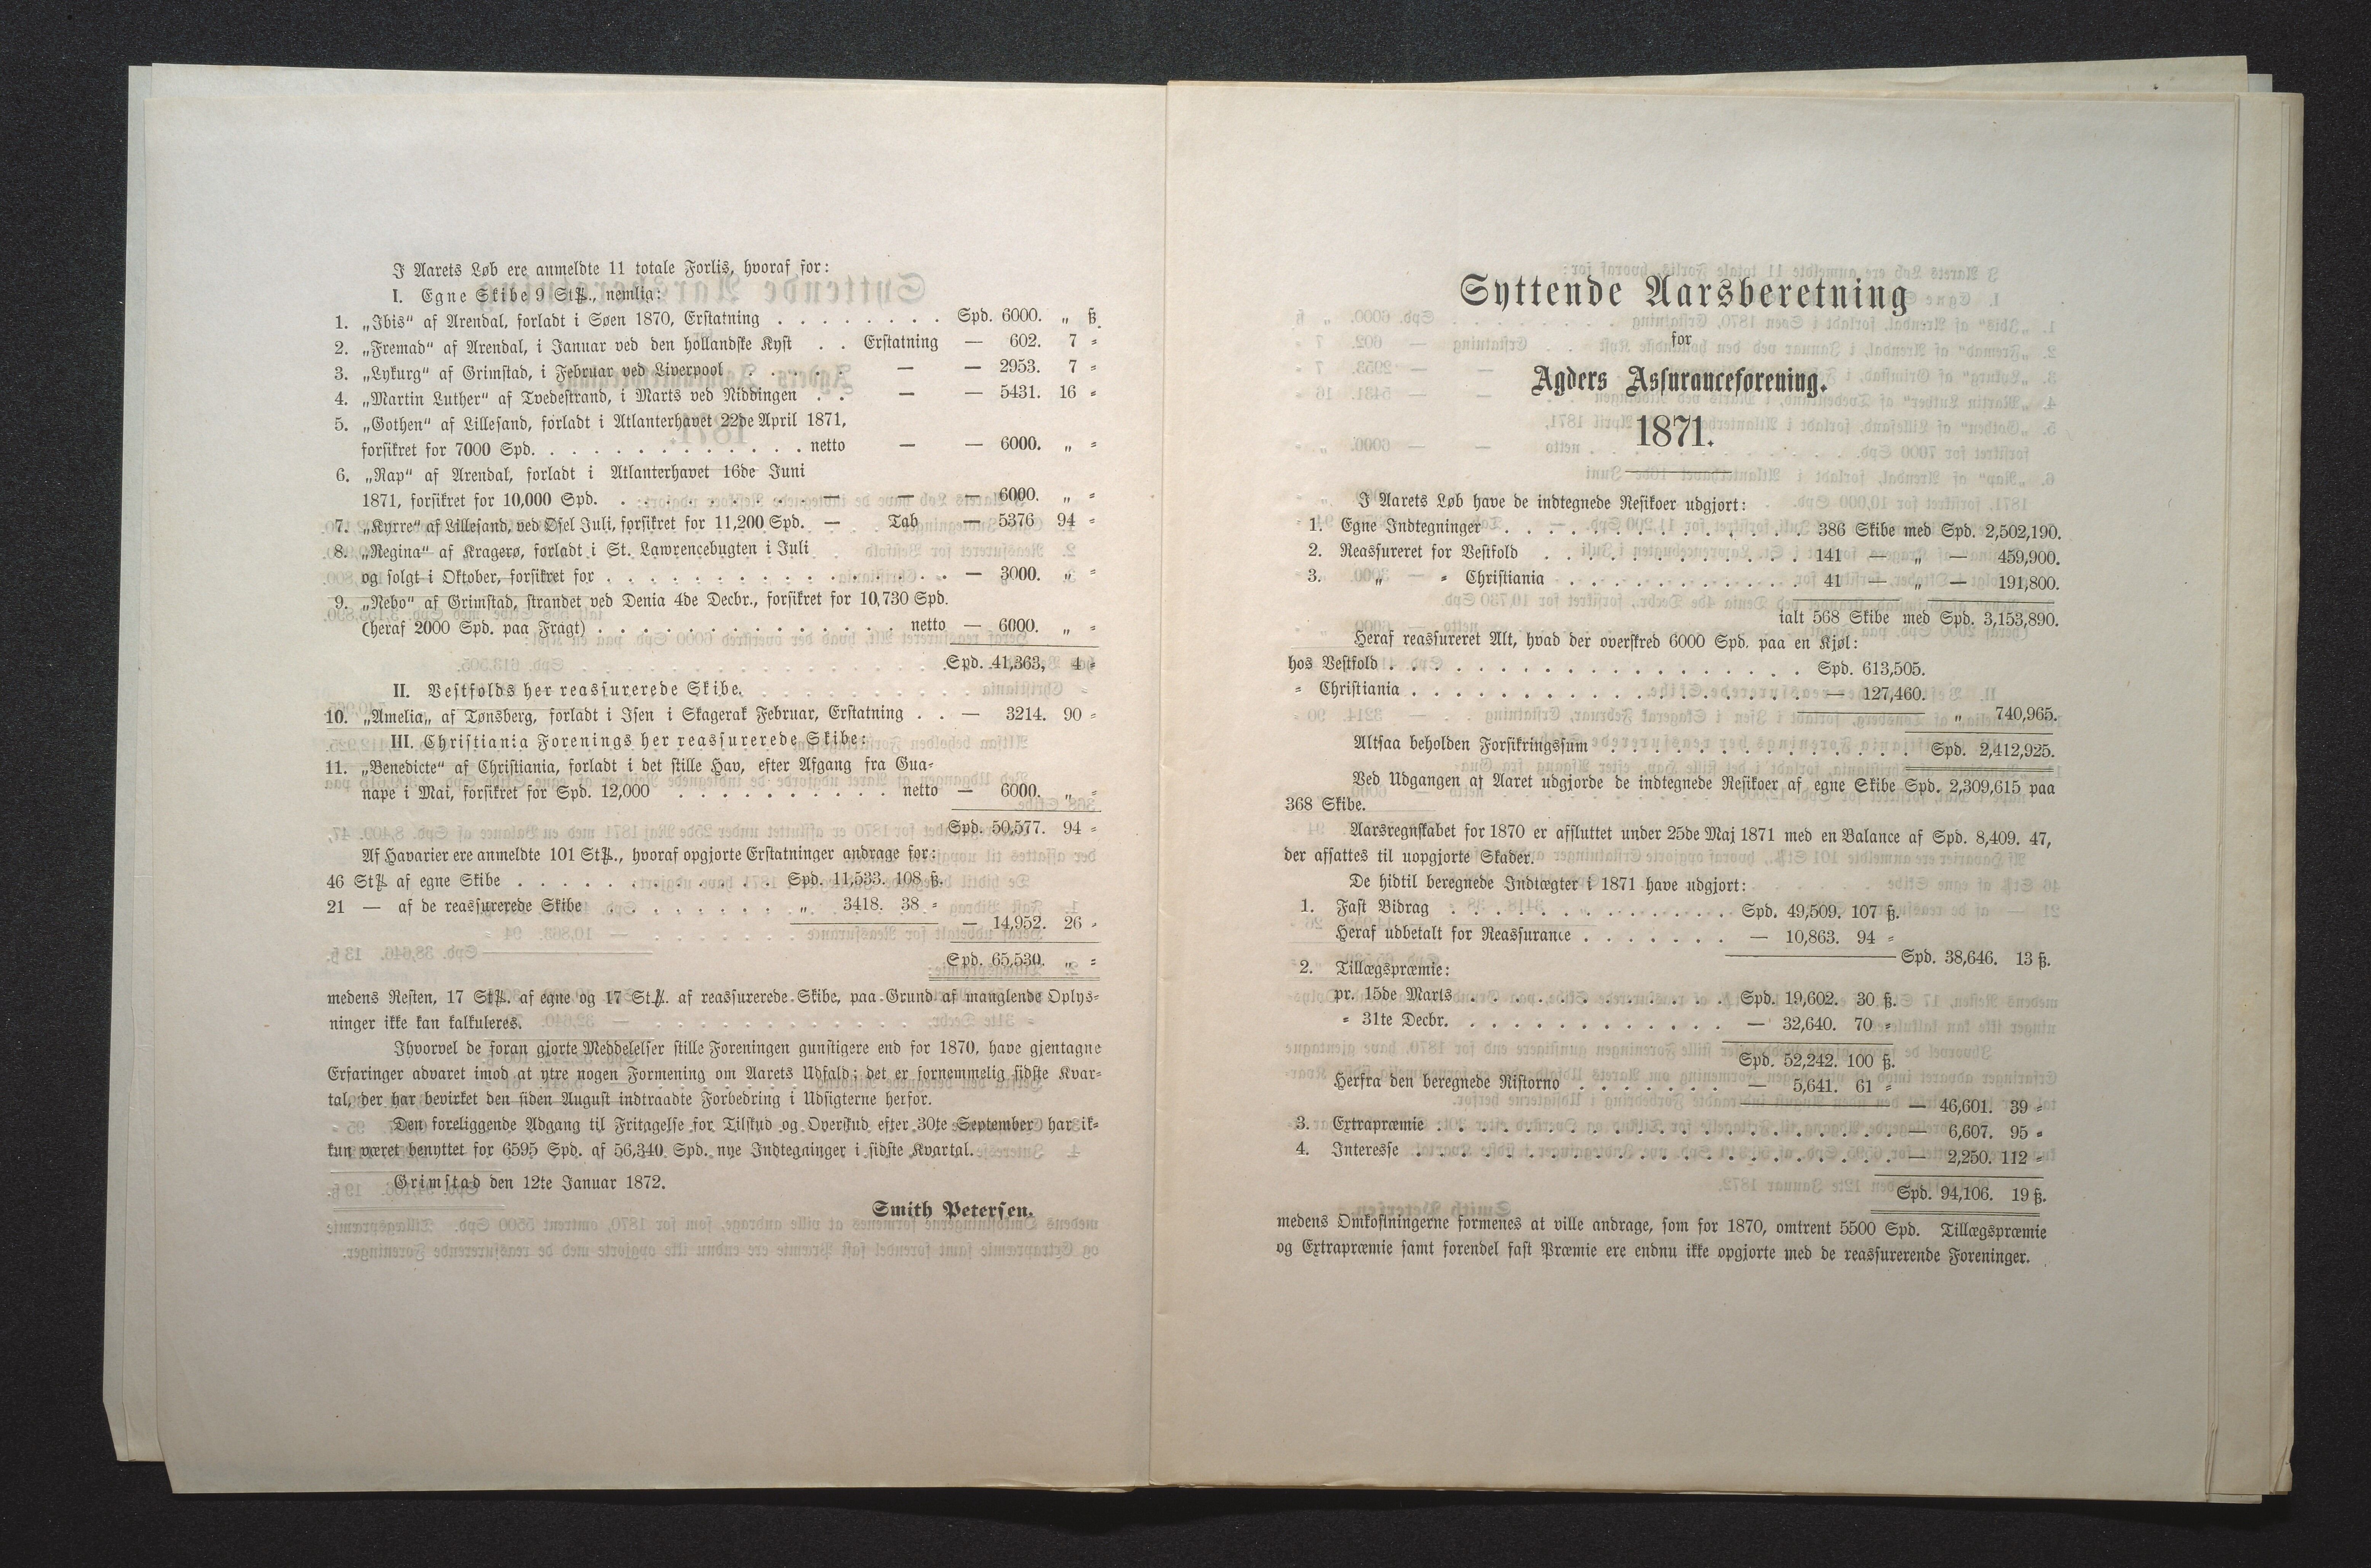 I Aarets Løb ere anmeldte 11 totale Forlis, hvoraf for:
I. Egne Skibe 9 Stk., nemlig:
1. „Ibis“ af Arendal, forladt i Søen 1870, Erstatning . . . . . . . . Spd. 6000. „ ß.
2. „Fremad“ af Arendal, i Januar ved den hollandske Kyst . . Erstatning — 602. 7 =
3. „Lykurg“ af Grimstad, i Februar ved Liverpool . . . . . — — 2953. 7 =
4. „Martin Luther“ af Tvedestrand, i Marts ved Niddingen . . — — 5431. 16 =
5. „Gothen“ af Lillesand, forladt i Atlanterhavet 22de April 1871,
forsikret for 7000 Spd. . . . . . . . . . . . . netto — — 6000. „ =
6. „Rap“ af Arendal, forladt i Atlanterhavet 16de Juni
1871, forsikret for 10,000 Spd. . . . . . . . . . — — — 6000. „ =
7. „Kyrre“ af Lillesand, ved Øsel Juli, forsikret for 11,200 Spd. — Tab — 5376 94 =
8. „Regina“ af Kragerø, forladt i St. Lawrencebugten i Juli
og solgt i Oktober, forsikret for . . . . . . . . . . . . . . . . — 3000. „ =
9. „Nebo“ af Grimstad, strandet ved Denia 4de Decbr., forsikret for 10,730 Spd.
(heraf 2000 Spd. paa Fragt) . . . . . . . . . . . . . . netto — 6000. „ =
Spd. 41,363, 4 =
II. Vestfolds her reassurerede Skibe.
10. „Amelia„ af Tønsberg, forladt i Isen i Skagerak Februar, Erstatning . . — 3214. 90 =
III. Christiania Forenings her reassurerede Skibe:
11. „Benedicte“ af Christiania, forladt i det stille Hav, efter Afgang fra Gua=
nape i Mai, forsikret for Spd. 12,000 . . . . . . . . . . netto — 6000. „ =
Spd. 50,577. 94 =
Af Havarier ere anmeldte 101 Stk., hvoraf opgjorte Erstatninger andrage for:
46 Stk. af egne Skibe . . . . . . . . . . . . Spd. 11,533. 108 ß.
21 — af de reassurerede Skibe . . . . . . . . „ 3418. 38 =
— 14,952. 26 =
Spd. 65,530. „ =
medens Resten, 17 Stk. af egne og 17 Stk. af reassurerede Skibe, paa Grund af manglende Oplys=
ninger ikke kan kalkuleres.
Ihvorvel de foran gjorte Meddelelser stille Foreningen gunstigere end for 1870, have gjentagne
Erfaringer advaret imod at ytre nogen Formening om Aarets Udfald; det er fornemmelig sidste Kvar=
tal, der har bevirket den siden August indtraadte Forbedring i Udsigterne herfor.
Den foreliggende Adgang til Fritagelse for Tilskud og Overskud efter 30te September har ik=
kun været benyttet for 6595 Spd. af 56,340 Spd. nye Indtegninger i sidste Kvartal.
Grimstad den 12te Januar 1872.
Smith Petersen.
Syttende Aarsberetning
for
Agders Assuranceforening.
1871.
I Aarets Løb have de indtegnede Resikoer udgjort:
1. Egne Indtegninger . . . . . . . . . . . . . 386 Skibe med Spd. 2,502,190.
2. Reassureret for Vestfold . . . . . . . . . . . 141 — „ — 459,900.
3. „ = Christiania . . . . . . . . . . 41 — „ — 191,800.
ialt 568 Skibe med Spd. 3,153,890.
Heraf reassureret Alt, hvad der overskred 6000 Spd. paa en Kjøl:
hos Vestfold . . . . . . . . . . . . . . . . . Spd. 613,505.
= Christiania . . . . . . . . . . . . . . . . — 127,460.
„ 740,965.
Altsaa beholden Forsikringssum . . . . . . . . . . . . . Spd. 2,412,925.
Ved Udgangen af Aaret udgjorde de indtegnede Resikoer af egne Skibe Spd. 2,309,615 paa
368 Skibe.
Aarsregnskabet for 1870 er afsluttet under 25de Maj 1871 med en Balance af Spd. 8,409. 47,
der afsattes til uopgjorte Skader.
De hidtil beregnede Indtægter i 1871 have udgjort:
1. Fast Bidrag . . . . . . . . . . . . . Spd. 49,509. 107 ß.
Heraf udbetalt for Reassurance . . . . . . . — 10,863. 94 =
Spd. 38,646. 13 ß.
2. Tillægspræmie:
pr. 15de Marts . . . . . . . . . . . . Spd. 19,602. 30 ß.
= 31te Decbr. . . . . . . . . . . . . — 32,640. 70 =
Spd. 52,242. 100 ß.
Herfra den beregnede Ristorno . . . . . . . — 5,641. 61 =
— 46,601. 39 =
3. Extrapræmie . . . . . . . . . . . . . . . . . . . — 6,607. 95 =
4. Interesse . . . . . . . . . . . . . . . . . . . . — 2,250. 112 =
Spd. 94,106. 19 ß.
medens Omkostningerne formenes at ville andrage, som for 1870, omtrent 5500 Spd. Tillægspræmie
og Extrapræmie samt forendel fast Præmie ere endnu ikke opgjorte med de reassurerende Foreninger.